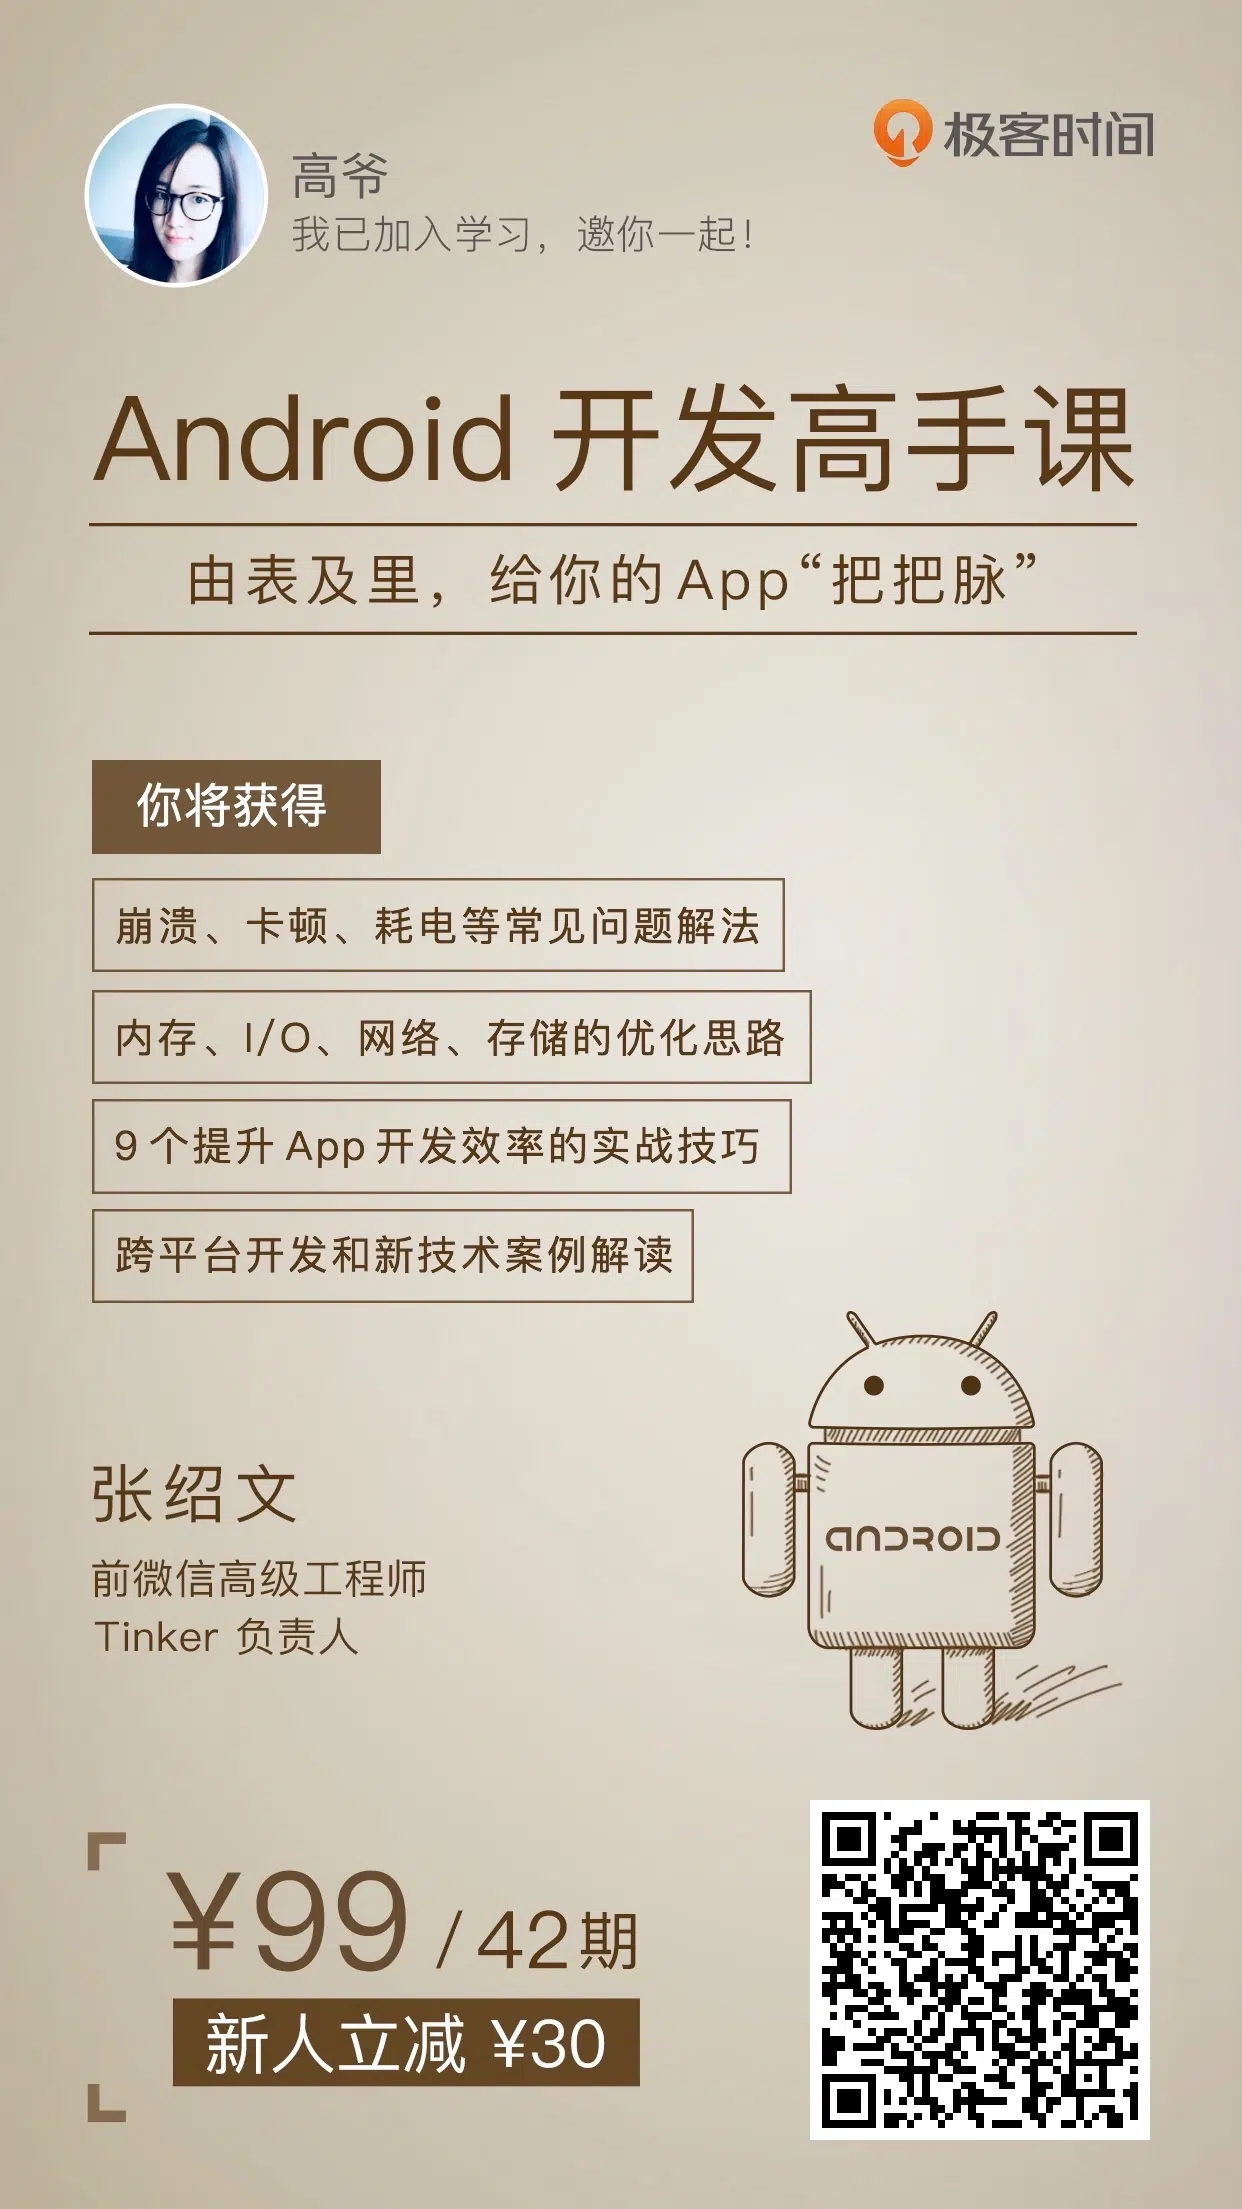 高爷
我已加入学习，邀你一起！
极客时间
Android 开发高手课
由表及里，给你的App“把把脉”
你将获得
崩溃、卡顿、耗电等常见问题解法
内存、I/O、网络、存储的优化思路
9 个提升 App 开发效率的实战技巧
跨平台开发和新技术案例解读
张绍文
前微信高级工程师
Tinker 负责人
ANDROID
¥99 / 42期
新人立减 ¥30